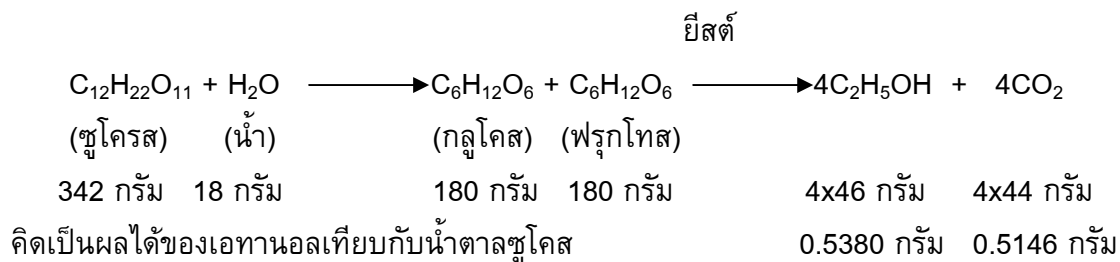 ยีสต์
C₁₂H₂₂O₁₁ + H₂O ⟶ C₆H₁₂O₆ + C₆H₁₂O₆ ⟶ 4C₂H₅OH + 4CO₂
(ซูโครส) (น้ำ) (กลูโคส) (ฟรุกโทส)
342 กรัม 18 กรัม 180 กรัม 180 กรัม 4x46 กรัม 4x44 กรัม
คิดเป็นผลได้ของเอทานอลเทียบกับน้ำตาลซูโคส 0.5380 กรัม 0.5146 กรัม